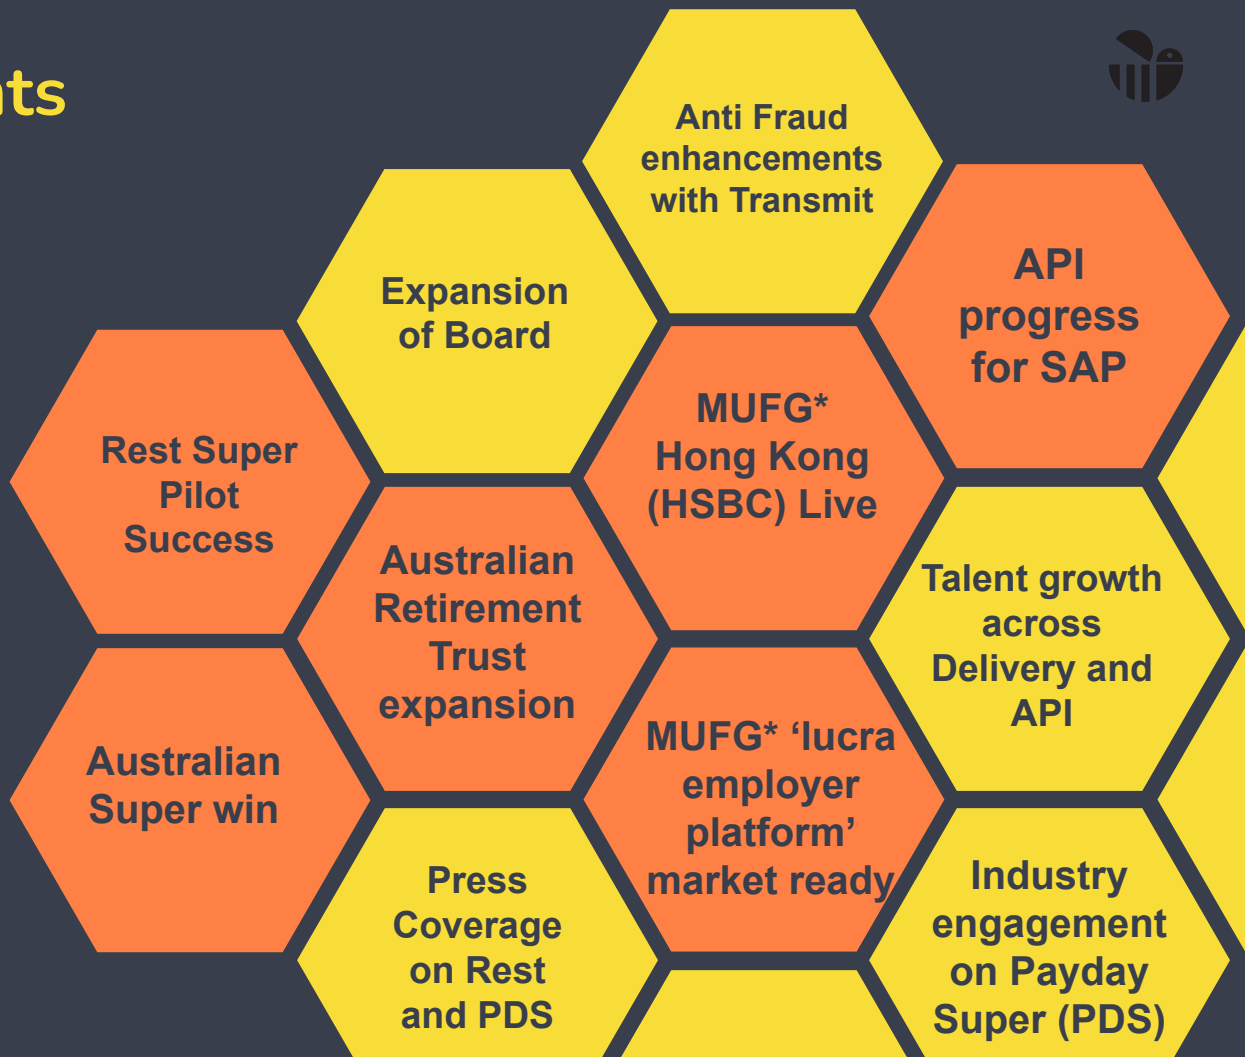 nts
Anti Fraud
enhancements
with Transmit
API
progress
for SAP
Expansion
of Board
MUFG*
Hong Kong
(HSBC) Live
Rest Super
Pilot
Success
Australian
Retirement
Trust
expansion
Talent growth
across
Delivery and
API
Australian
Super win
MUFG* ‘lucra
employer
platform’
market ready
Press
Coverage
on Rest
and PDS
Industry
engagement
on Payday
Super (PDS)